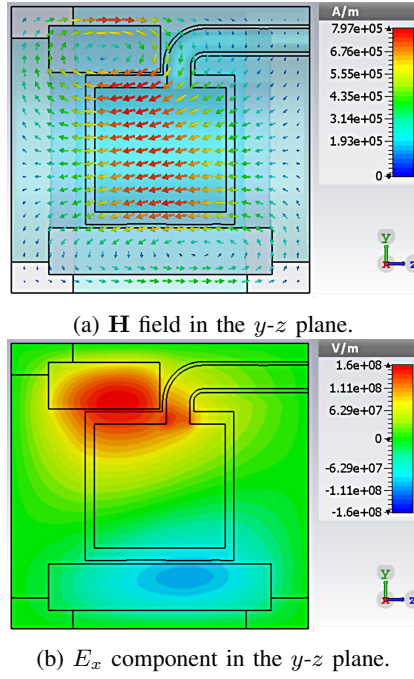 A/m
7.97e+05
6.76e+05
5.55e+05
4.35e+05
3.14e+05
1.93e+05
0
y
x
z
(a) H field in the y-z plane.
V/m
1.6e+08
1.11e+08
6.29e+07
0
-6.29e+07
-1.11e+08
-1.6e+08
y
x
z
(b) Ex component in the y-z plane.